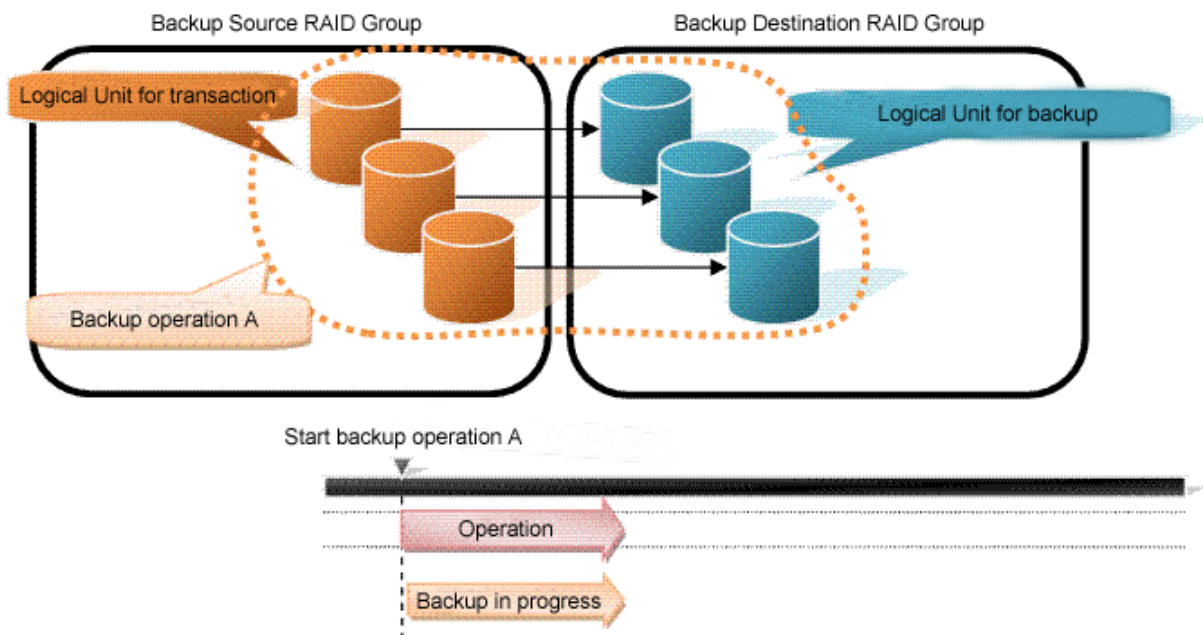 Backup Source RAID Group
Backup Destination RAID Group
Logical Unit for transaction
Logical Unit for backup
Backup operation A
Start backup operation A
Operation
Backup in progress